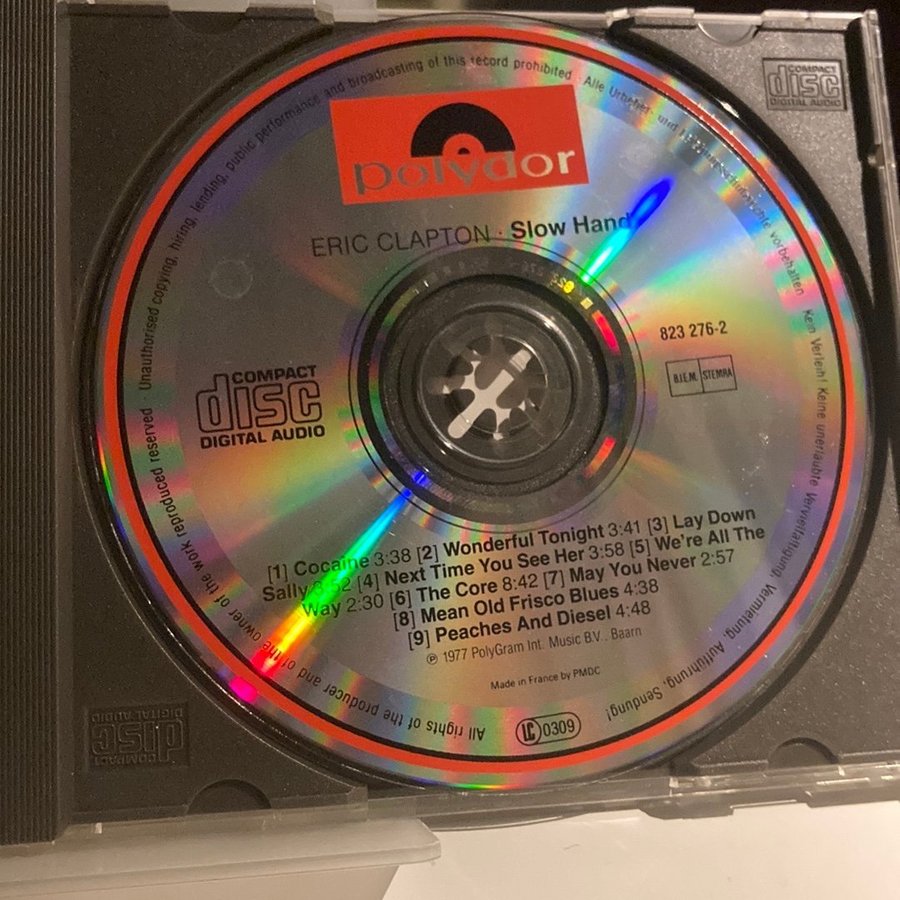 polydor
ERIC CLAPTON · Slow Hand
823 276-2
B.I.E.M. STEMRA
COMPACT
disc
DIGITAL AUDIO
[1] Cocaine 3:38 [2] Wonderful Tonight 3:41 [3] Lay Down
Sally [4] Next Time You See Her 3:58 [5] We're All The
Way 2:30 [6] The Core 8:42 [7] May You Never 2:57
[8] Mean Old Frisco Blues 4:38
[9] Peaches And Diesel 4:48
℗ 1977 PolyGram Int. Music B.V., Baarn
Made in France by PMDC
LC 0309
All rights of the producer and of the owner of the work reproduced reserved · Unauthorised copying, hiring, lending, public performance and broadcasting of this record prohibited · Alle Urheber- und vorbehalten · Kein Verleih! Keine unerlaubte Vervielfältigung, Vermietung, Aufführung, Sendung!
COMPACT
disc
DIGITAL AUDIO
COMPACT
disc
DIGITAL AUDIO